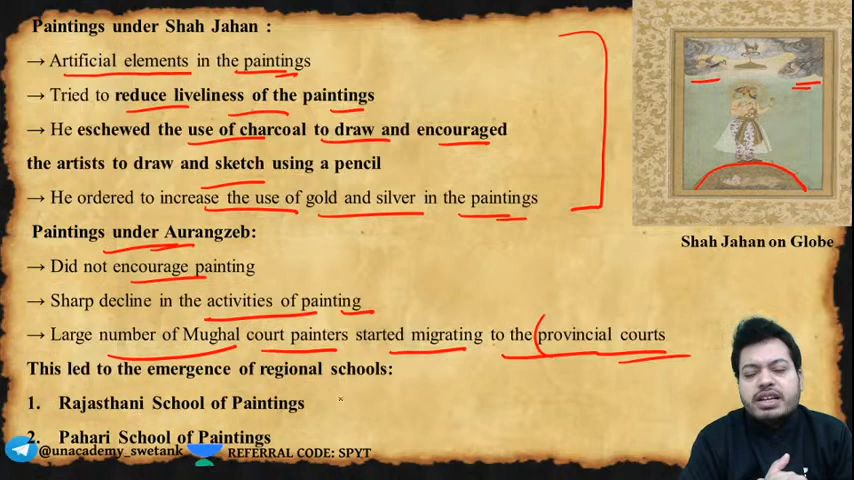 Paintings under Shah Jahan :
→ Artificial elements in the paintings
→ Tried to reduce liveliness of the paintings
→ He eschewed the use of charcoal to draw and encouraged
the artists to draw and sketch using a pencil
→ He ordered to increase the use of gold and silver in the paintings
Shah Jahan on Globe
Paintings under Aurangzeb:
→ Did not encourage painting
→ Sharp decline in the activities of painting
→ Large number of Mughal court painters started migrating to the provincial courts
This led to the emergence of regional schools:
1. Rajasthani School of Paintings
2. Pahari School of Paintings
@unacademy_swetank REFERRAL CODE: SPYT